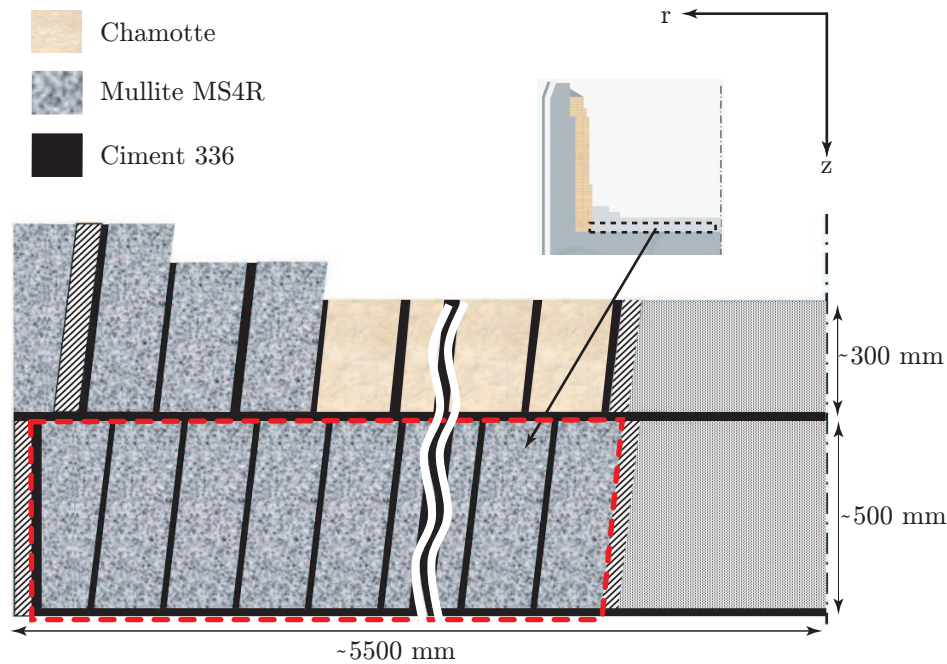 Chamotte
Mullite MS4R
Ciment 336
r
z
~300 mm
~500 mm
~5500 mm